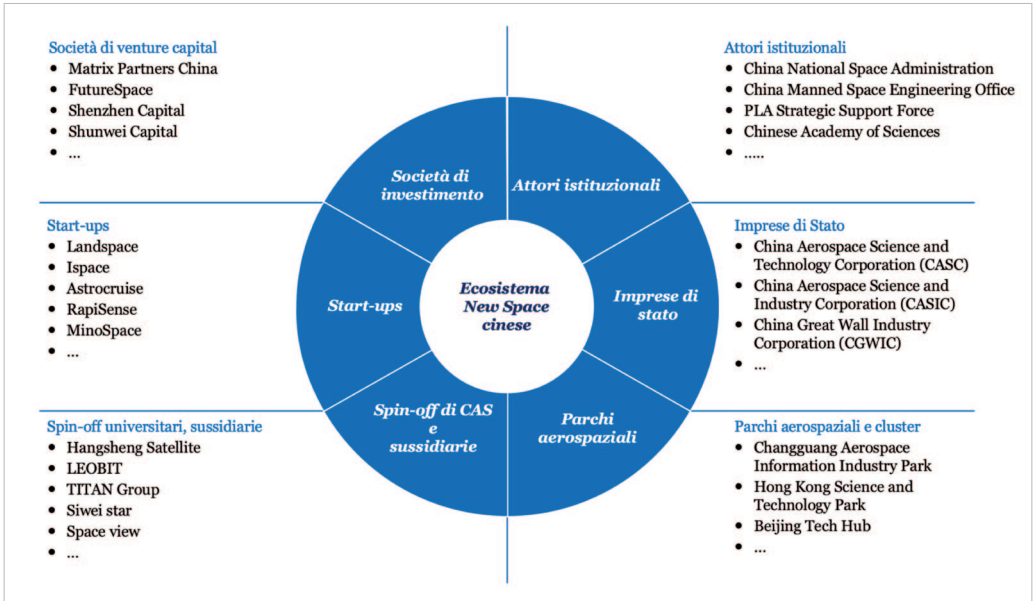 Società di venture capital
• Matrix Partners China
• FutureSpace
• Shenzhen Capital
• Shunwei Capital
• ...
Attori istituzionali
• China National Space Administration
• China Manned Space Engineering Office
• PLA Strategic Support Force
• Chinese Academy of Sciences
• .....
Start-ups
• Landspace
• Ispace
• Astrocruise
• RapiSense
• MinoSpace
• ...
Società di
investimento
Attori istituzionali
Start-ups
Ecosistema
New Space
cinese
Imprese di
stato
Spin-off di CAS
e
sussidiarie
Parchi
aerospaziali
Imprese di Stato
• China Aerospace Science and
Technology Corporation (CASC)
• China Aerospace Science and
Industry Corporation (CASIC)
• China Great Wall Industry
Corporation (CGWIC)
• ...
Spin-off universitari, sussidiarie
• Hangsheng Satellite
• LEOBIT
• TITAN Group
• Siwei star
• Space view
• ...
Parchi aerospaziali e cluster
• Changguang Aerospace
Information Industry Park
• Hong Kong Science and
Technology Park
• Beijing Tech Hub
• ...